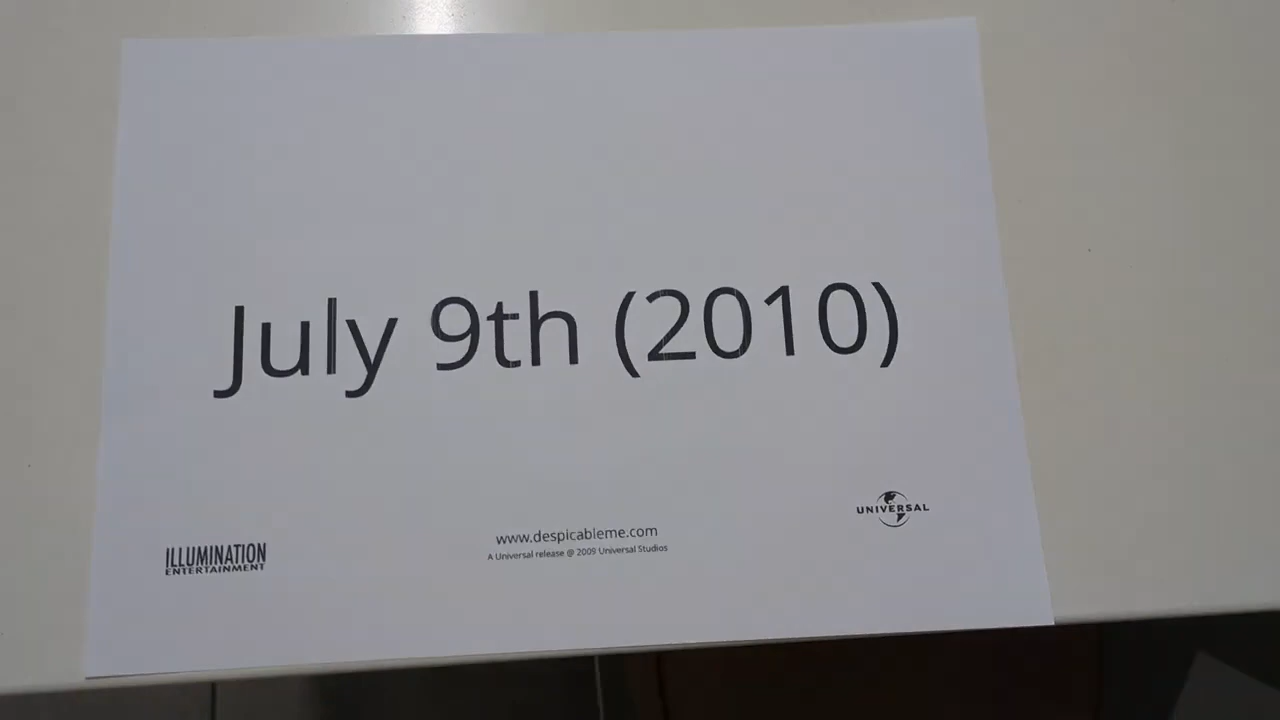 July 9th (2010)
UNIVERSAL
www.despicableme.com
A Universal release @ 2009 Universal Studios
ILLUMINATION
ENTERTAINMENT